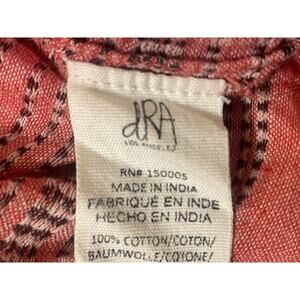 dRA
LOS ANGELES
RN# 150005
MADE IN INDIA
FABRIQUÉ EN INDE
HECHO EN INDIA
100% COTTON/COTON/
BAUMWOLLE/COTONE/